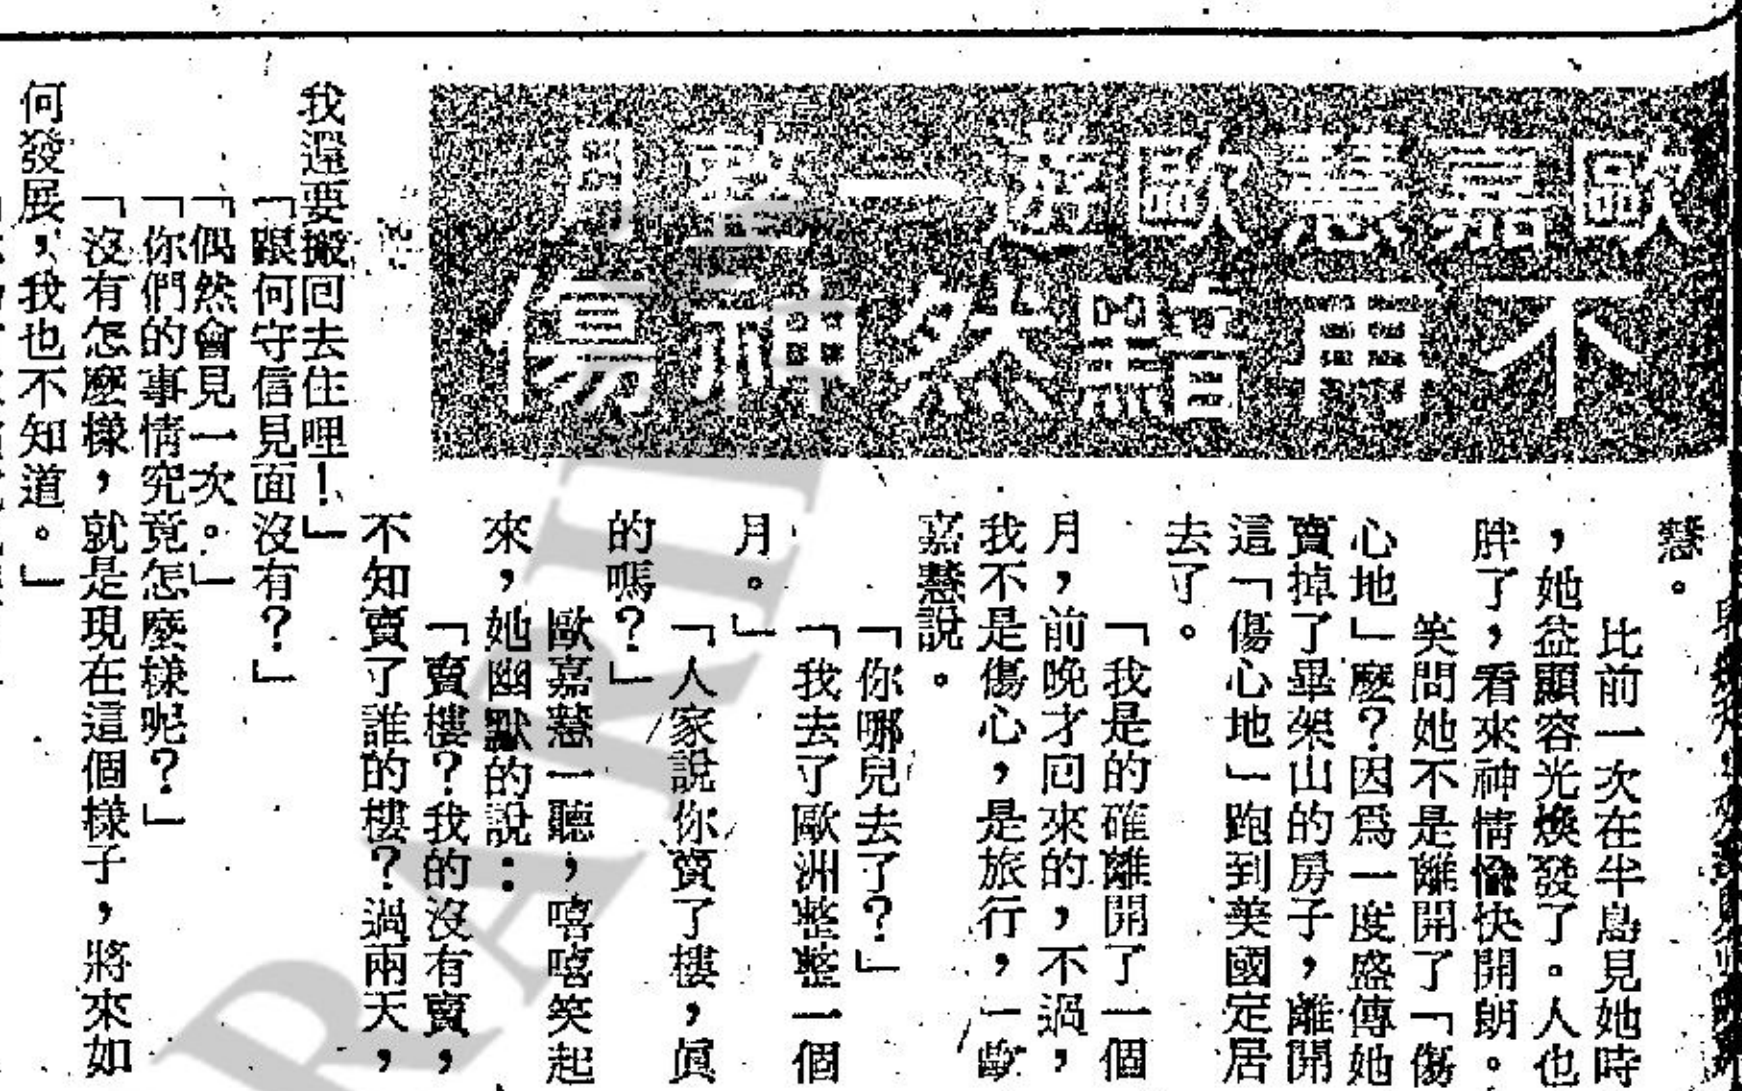 歐嘉慧歐遊一整月
不再黯然神傷
慧。
比前一次在半島見她時
，她益顯容光煥發了。人也
胖了，看來神情愉快開朗。
笑問她不是離開了「傷
心地」麽？因爲一度盛傳她
賣掉了畢架山的房子，離開
這「傷心地」跑到美國定居
去了。
「我是的確離開了一個
月，前晚才回來的，不過，
我不是傷心，是旅行，」歐
嘉慧說。
「你哪兒去了？」
「我去了歐洲整整一個
月。」
「人家說你賣了樓，眞
的嗎？」
歐嘉慧一聽，嘻嘻笑起
來，她幽默的說：
「賣樓？我的沒有賣，
不知賣了誰的樓？過兩天，
我還要搬回去住哩！」
「跟何守信見面沒有？」
「偶然會見一次。」
「你們的事情究竟怎麽樣呢？」
「沒有怎麽樣，就是現在這個樣子，將來如
何發展，我也不知道。」